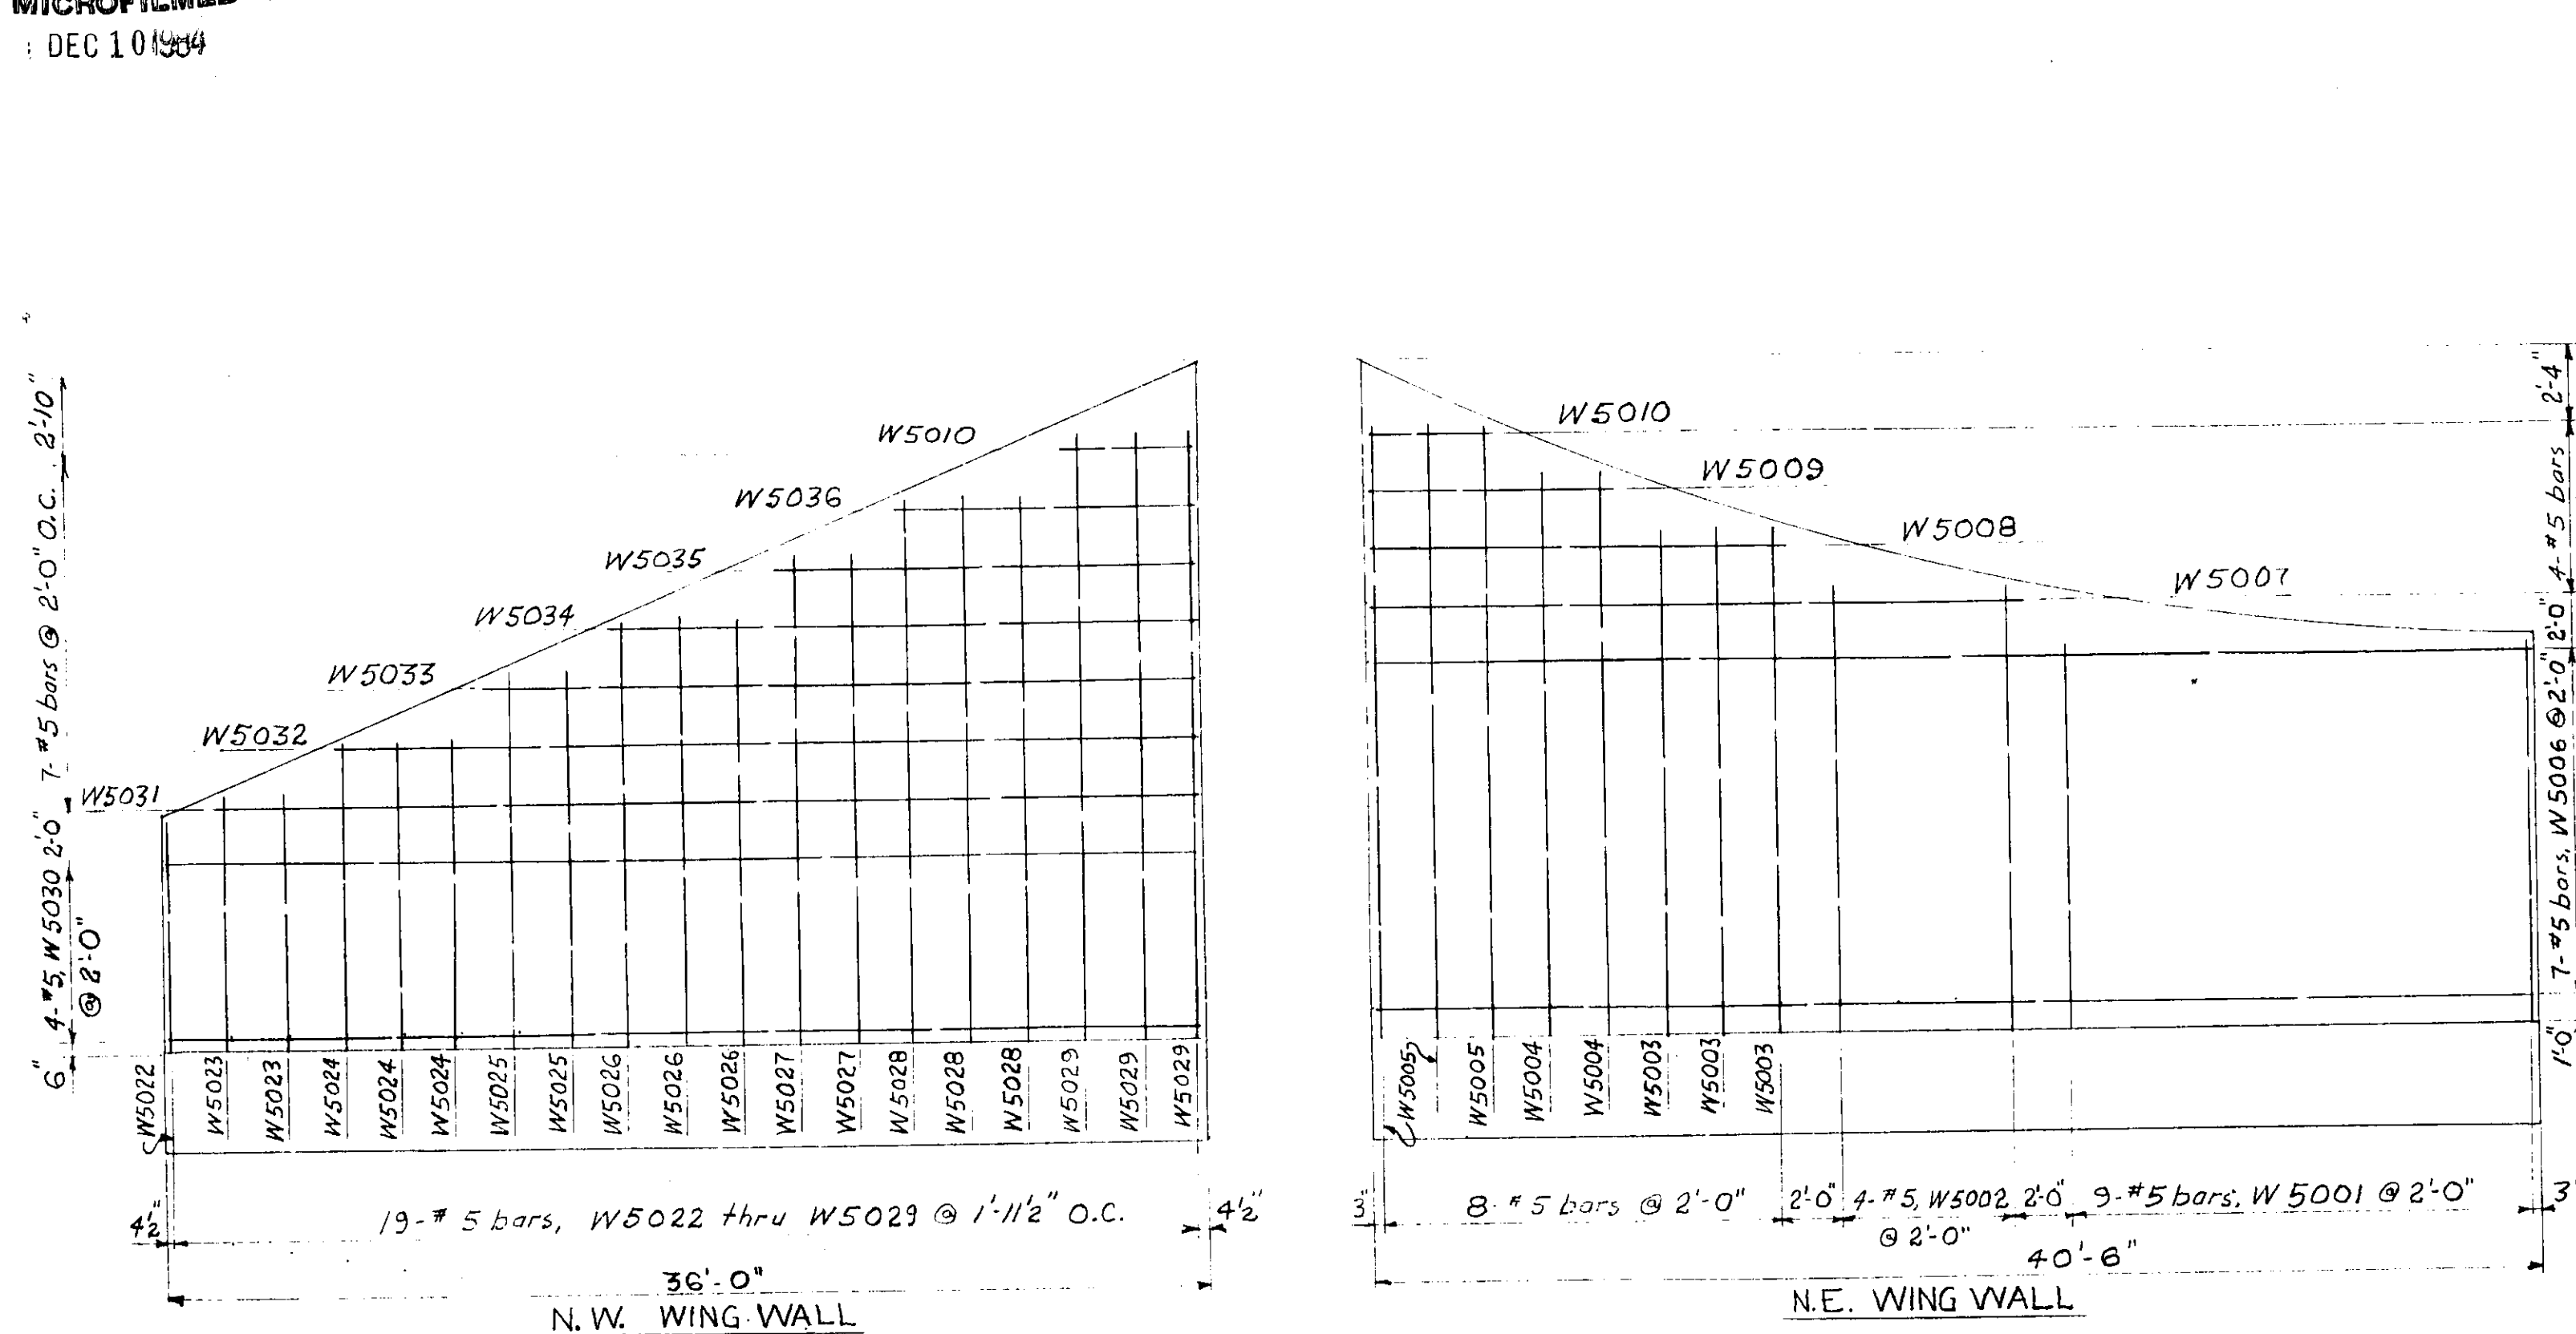 MICROFILMED
DEC 10 1984
2'-10"
7-#5 bars @ 2'-0" O.C.
2'-0"
4-#5, W5030
@ 2'-0"
6"
W5010
W5036
W5035
W5034
W5033
W5032
W5031
W5022
W5023
W5023
W5024
W5024
W5024
W5025
W5025
W5026
W5026
W5026
W5027
W5027
W5028
W5028
W5028
W5029
W5029
W5029
4½"
19-# 5 bars, W5022 thru W5029 @ 1'-11½" O.C.
4½"
36'-0"
N.W. WING WALL
W5010
W5009
W5008
W5007
2'-4"
4-#5 bars
2'-0"
7-#5 bars, W5006 @ 2'-0"
1'-0"
W5005
W5005
W5004
W5004
W5003
W5003
W5003
3"
8-#5 bars @ 2'-0"
2'-0"
4-#5, W5002
@ 2'-0"
2'-0"
9-#5 bars, W5001 @ 2'-0"
3"
40'-6"
N.E. WING WALL